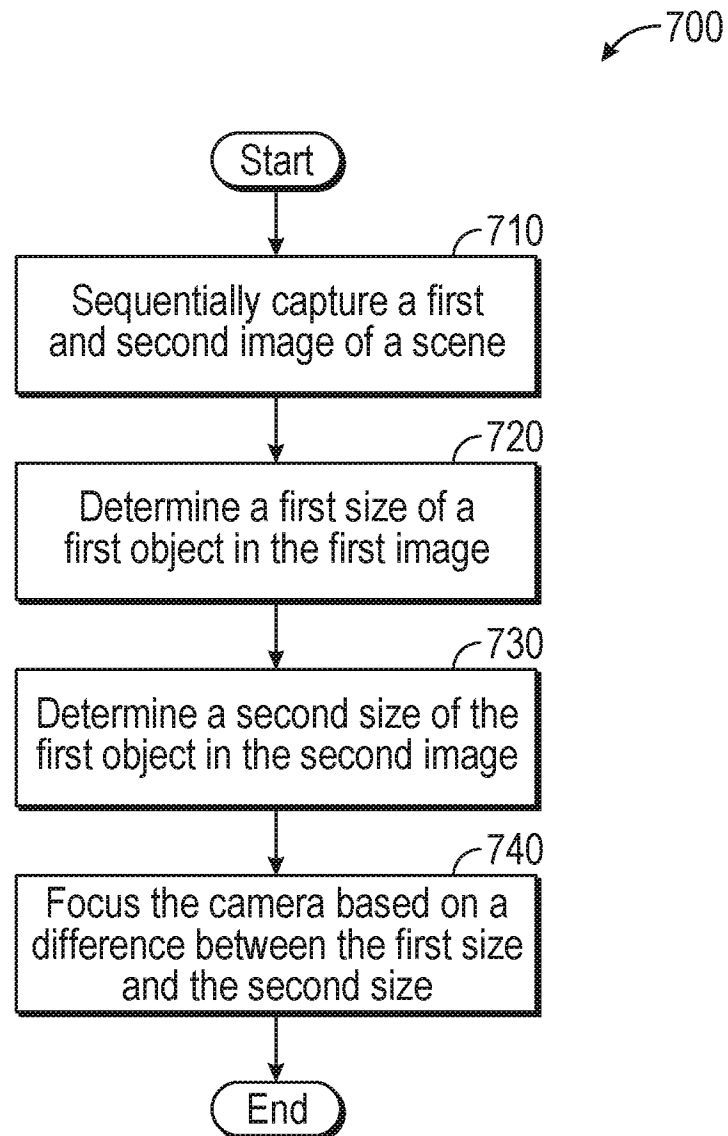 700
Start
710
Sequentially capture a first
and second image of a scene
720
Determine a first size of a
first object in the first image
730
Determine a second size of the
first object in the second image
740
Focus the camera based on a
difference between the first size
and the second size
End